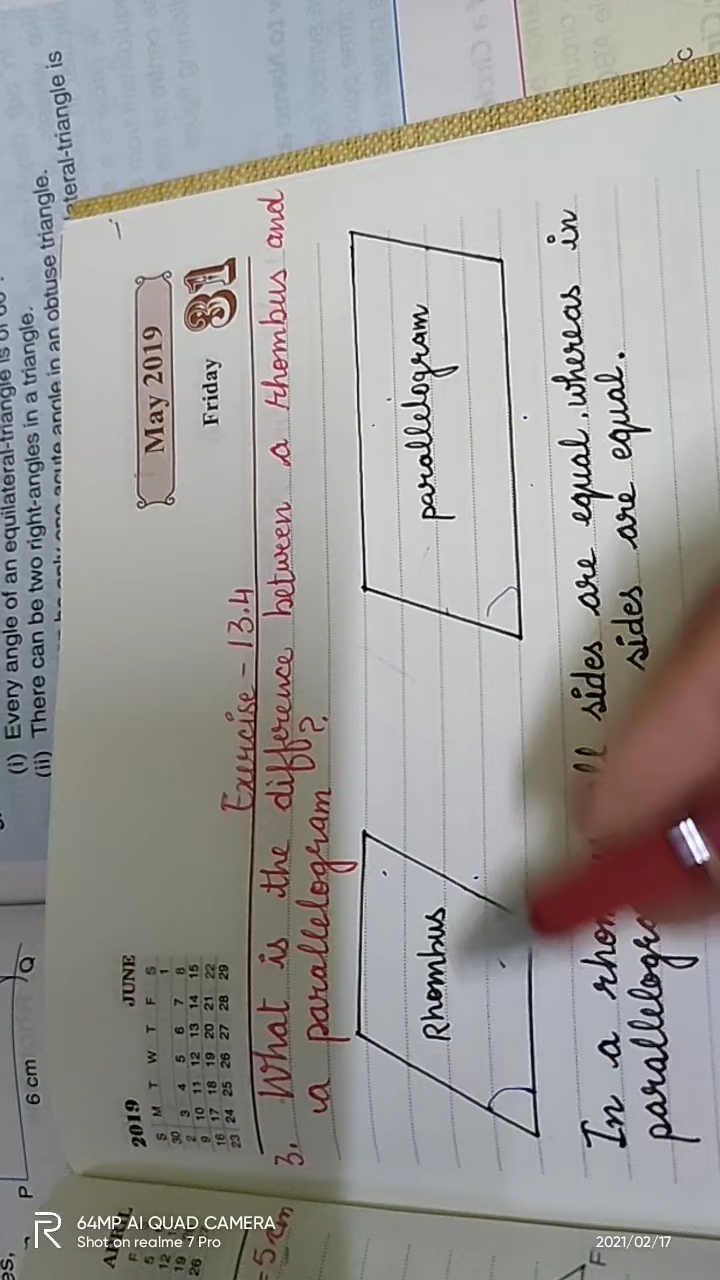 (i) Every angle of an equilateral-triangle is of
(ii) There can be two right-angles in a triangle.
acute angle in an obtuse triangle.
lateral-triangle is
P
6 cm
Q
2019 JUNE
S M T W T F S
30 1
2 3 4 5 6 7 8
9 10 11 12 13 14 15
16 17 18 19 20 21 22
23 24 25 26 27 28 29
May 2019
Friday 31
Exercise - 13.4
3. What is the difference between a rhombus and
a parallelogram?
Rhombus
parallelogram
In a sides are equal, whereas in
sides are equal.
APRIL
= 5 cm
F
C
R
64MP AI QUAD CAMERA
Shot on realme 7 Pro
2021/02/17